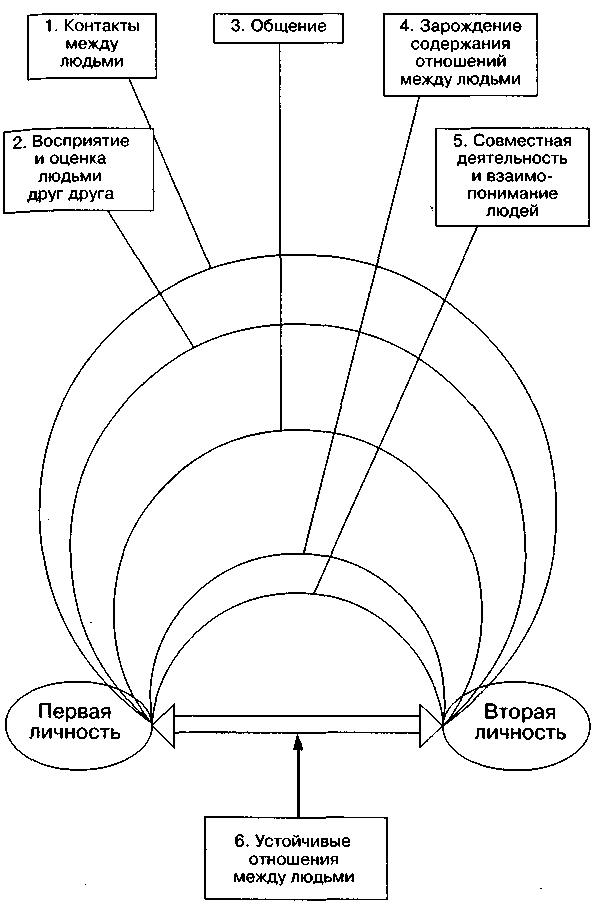 1. Контакты
между
людьми
3. Общение
4. Зарождение
содержания
отношений
между людьми
2. Восприятие
и оценка
людьми
друг друга
5. Совместная
деятельность
и взаимо-
понимание
людей
Первая
личность
Вторая
личность
6. Устойчивые
отношения
между людьми